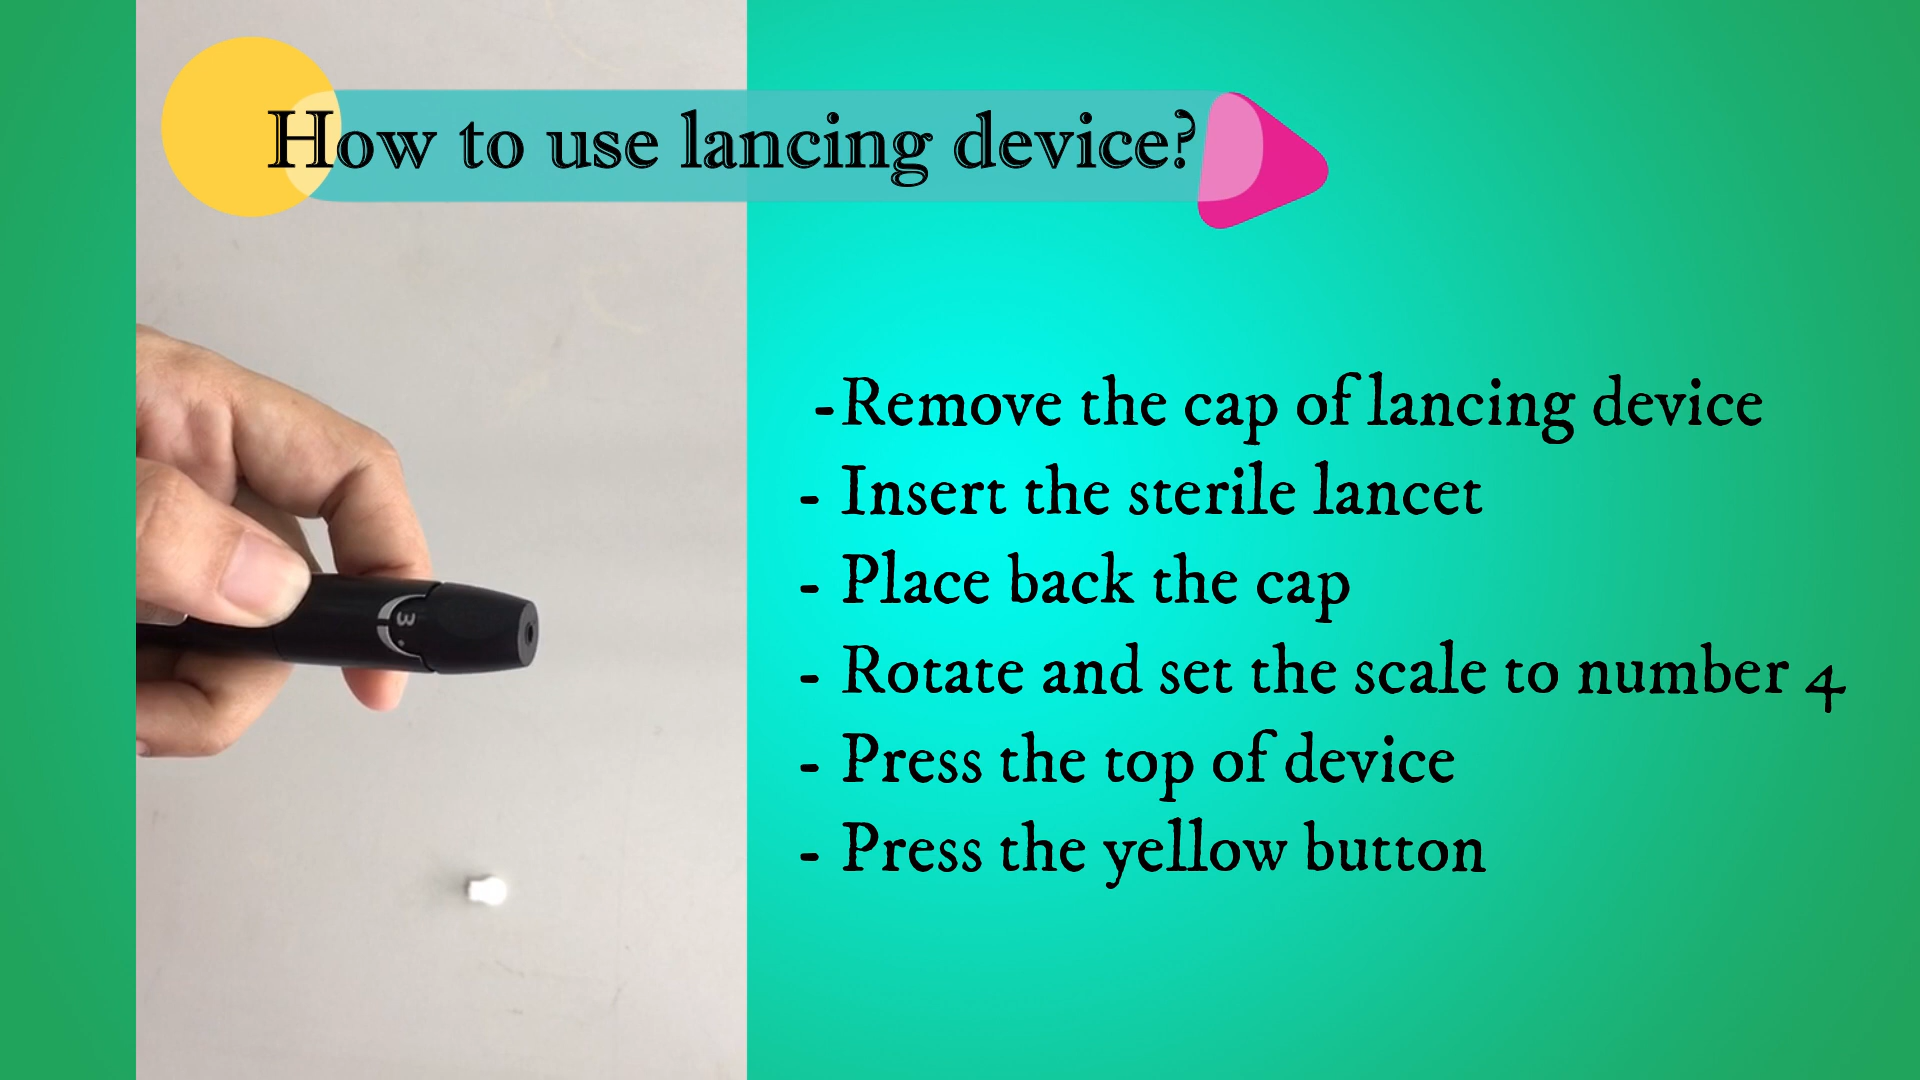 How to use lancing device?
-Remove the cap of lancing device
- Insert the sterile lancet
- Place back the cap
- Rotate and set the scale to number 4
- Press the top of device
- Press the yellow button
3